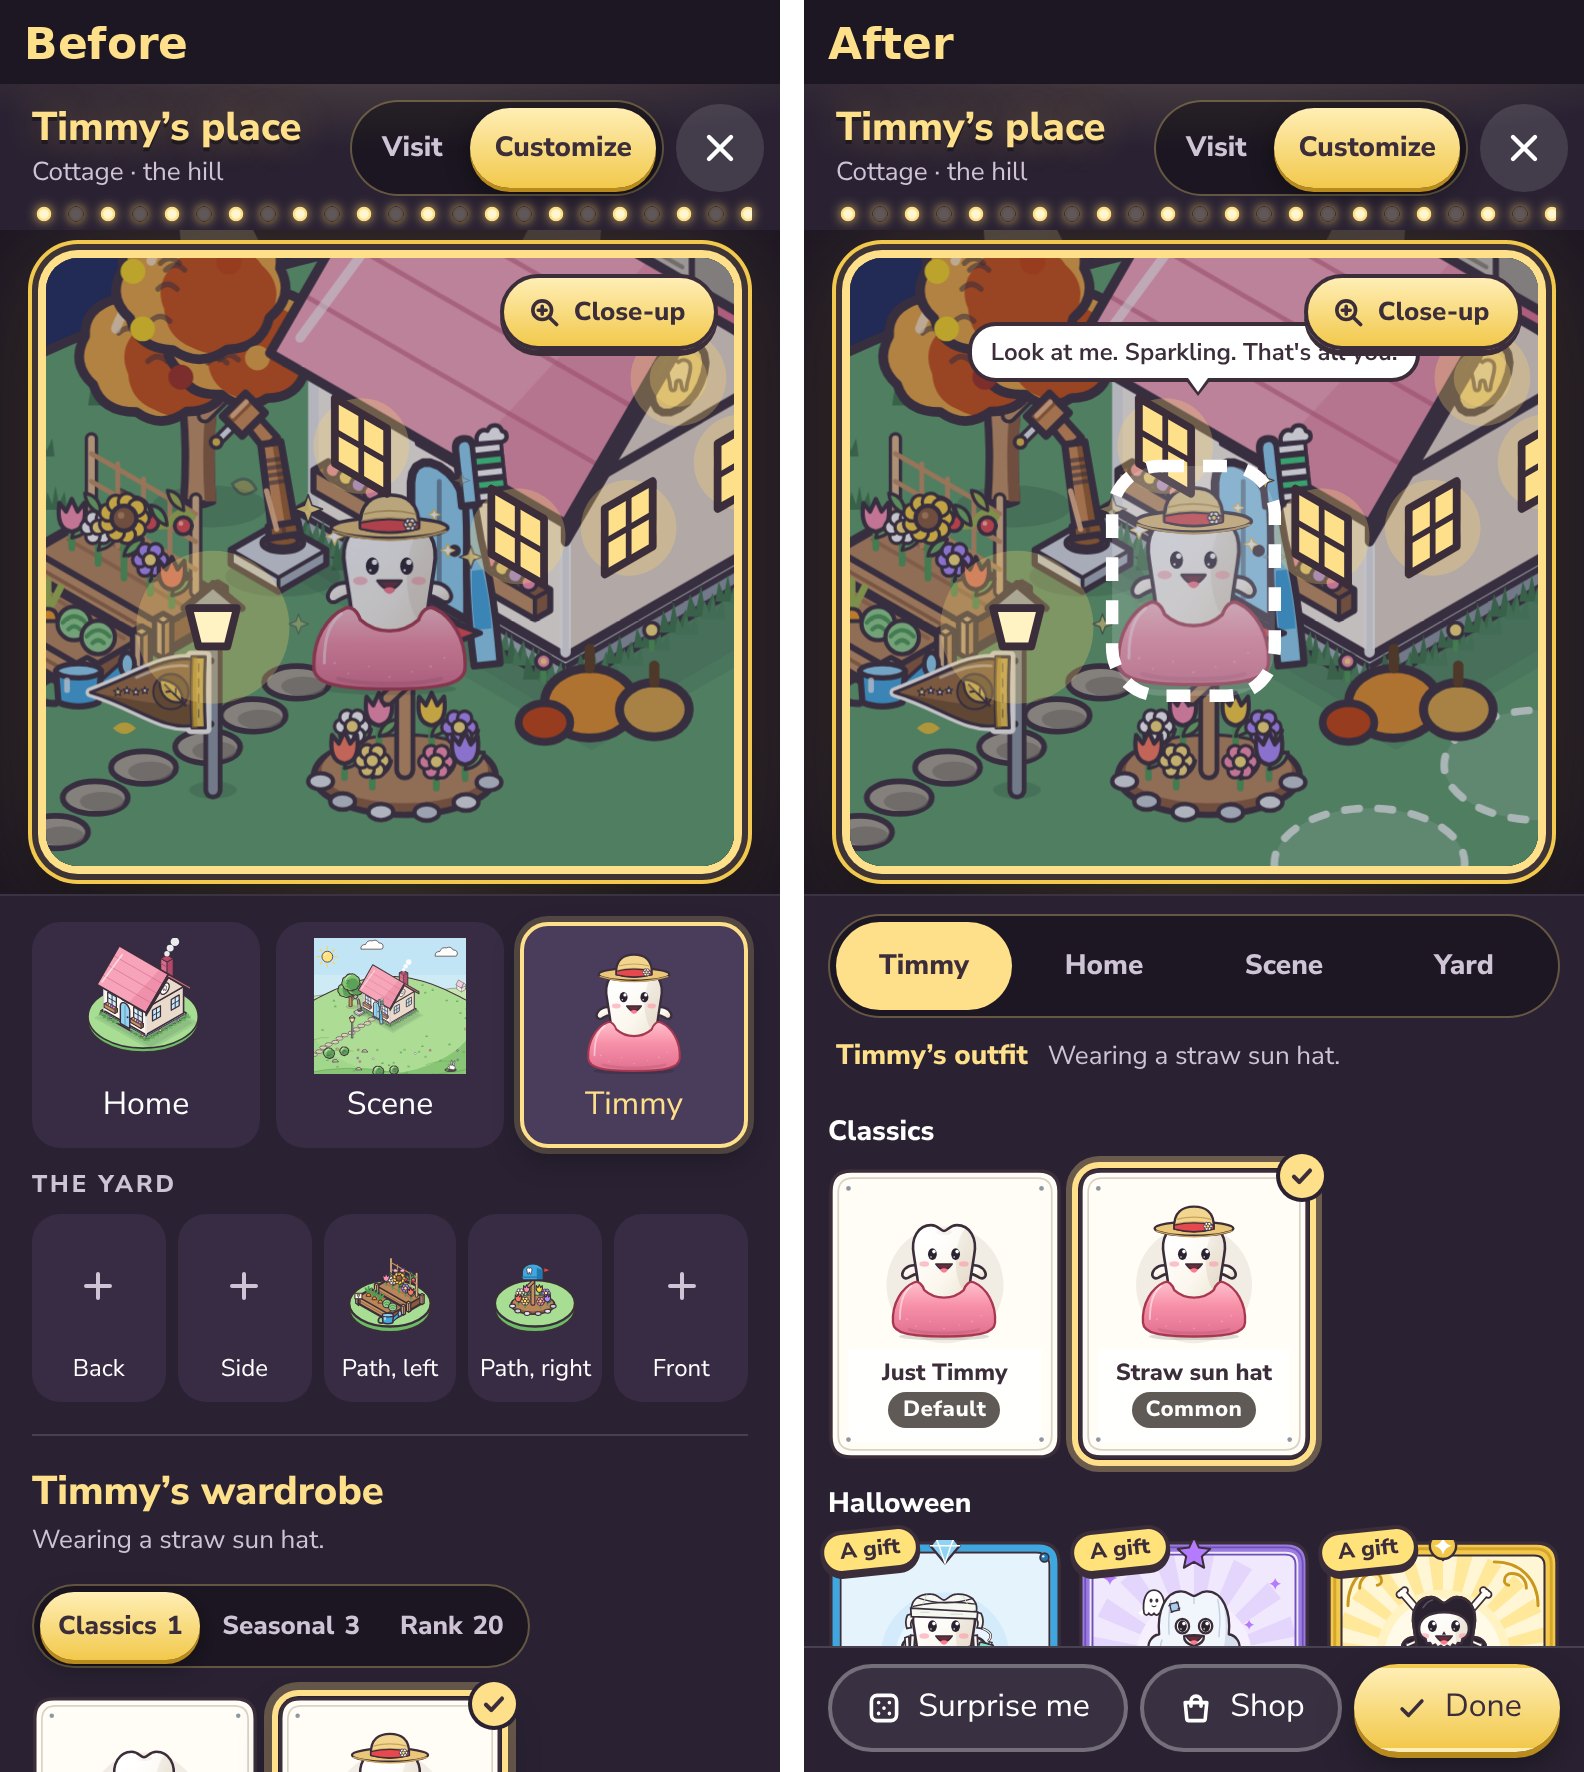 Before
Timmy’s place
Cottage · the hill
Visit
Customize
Close-up
Home
Scene
Timmy
THE YARD
Back
Side
Path, left
Path, right
Front
Timmy’s wardrobe
Wearing a straw sun hat.
Classics 1
Seasonal 3
Rank 20
After
Timmy’s place
Cottage · the hill
Visit
Customize
Close-up
Look at me. Sparkling. That's all you.
Timmy
Home
Scene
Yard
Timmy’s outfit Wearing a straw sun hat.
Classics
Just Timmy
Default
Straw sun hat
Common
Halloween
A gift
A gift
A gift
Surprise me
Shop
Done